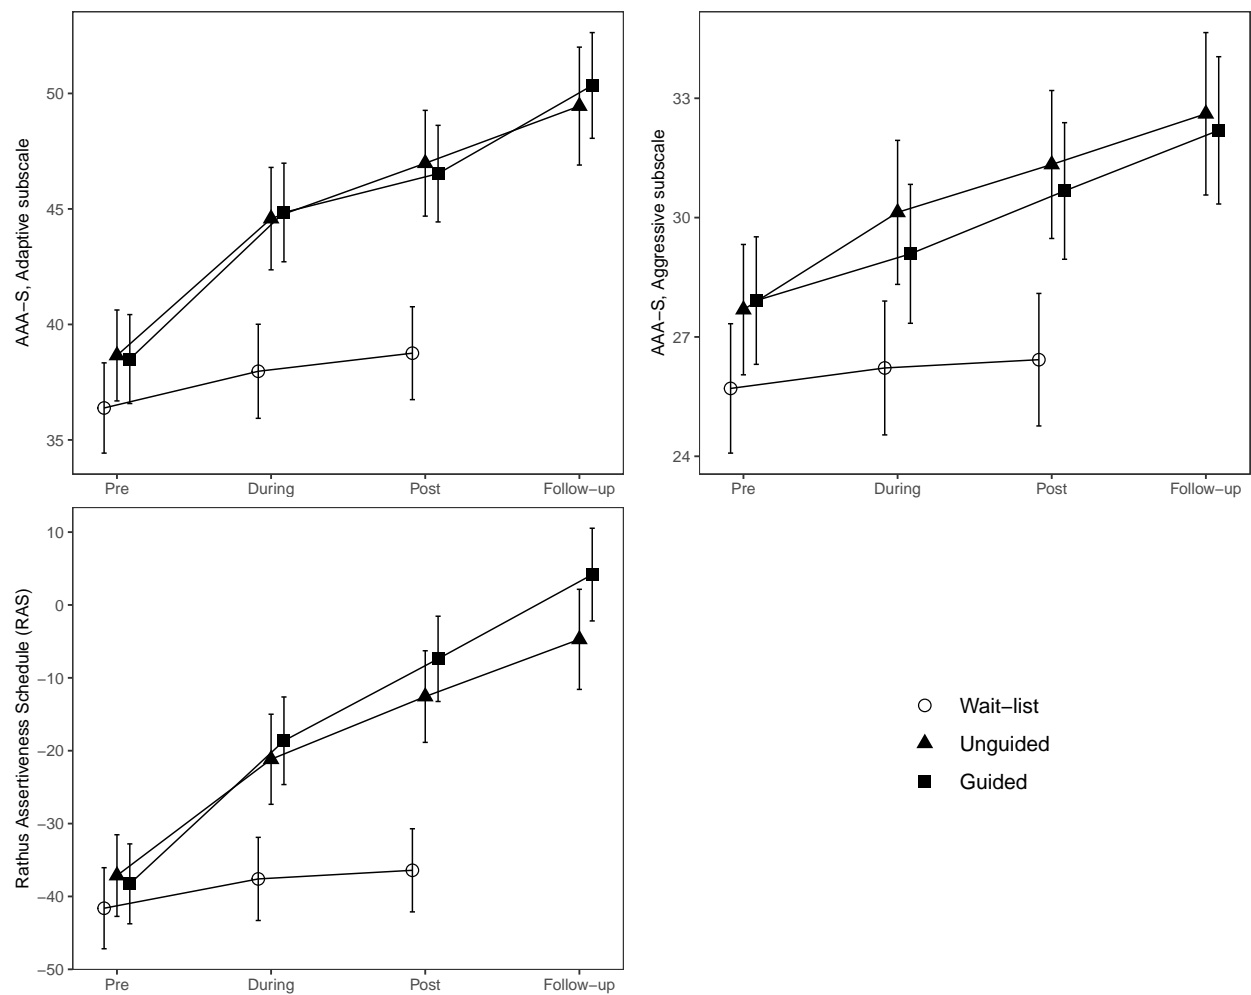 AAA−S, Adaptive subscale
50
45
40
35
Pre During Post Follow−up
AAA−S, Aggressive subscale
33
30
27
24
Pre During Post Follow−up
Rathus Assertiveness Schedule (RAS)
10
0
−10
−20
−30
−40
−50
Pre During Post Follow−up
Wait−list
Unguided
Guided